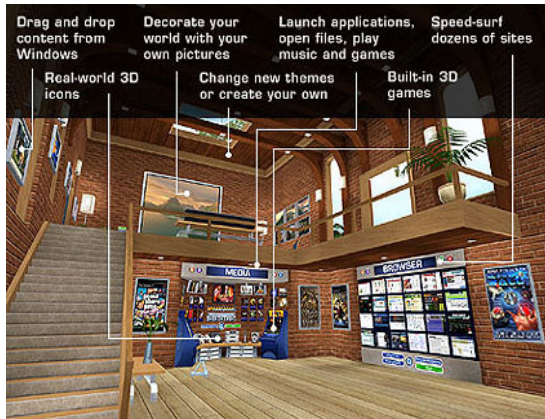 Drag and drop
content from
Windows
Decorate your
world with your
own pictures
Launch applications,
open files, play
music and games
Speed-surf
dozens of sites
Real-world 3D
icons
Change new themes
or create your own
Built-in 3D
games
MEDIA
BROWSER